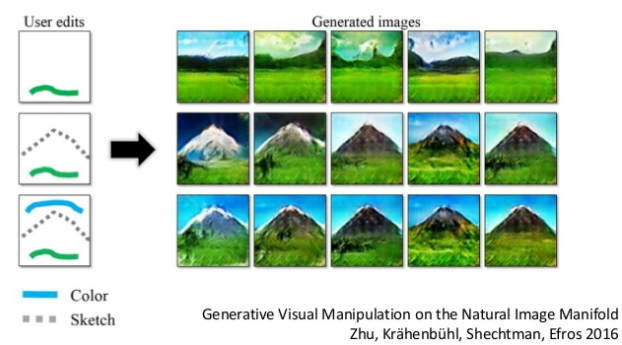 User edits
Generated images
Color
Sketch
Generative Visual Manipulation on the Natural Image Manifold
Zhu, Krähenbühl, Shechtman, Efros 2016